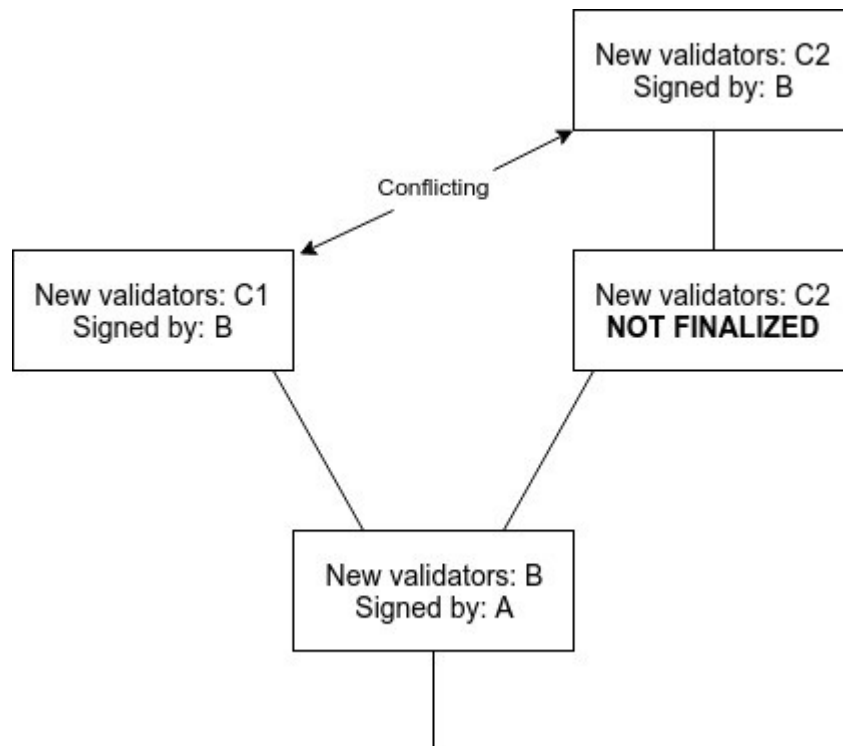 New validators: C2
Signed by: B
Conflicting
New validators: C1
Signed by: B
New validators: C2
NOT FINALIZED
New validators: B
Signed by: A